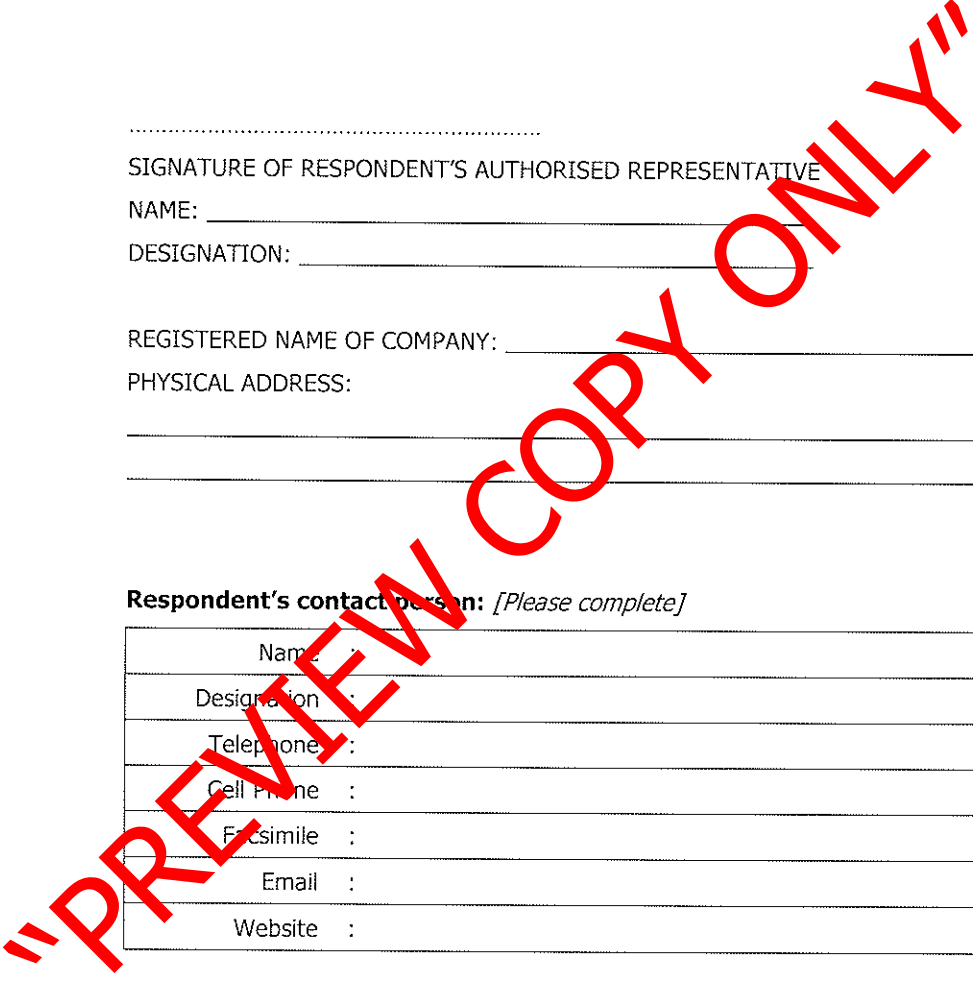 SIGNATURE OF RESPONDENT'S AUTHORISED REPRESENTATIVE
NAME:
DESIGNATION:
REGISTERED NAME OF COMPANY:
PHYSICAL ADDRESS:
Respondent's contact person: [Please complete]
Name :
Designation :
Telephone :
Cell Phone :
Facsimile :
Email :
Website :
"PREVIEW COPY ONLY"